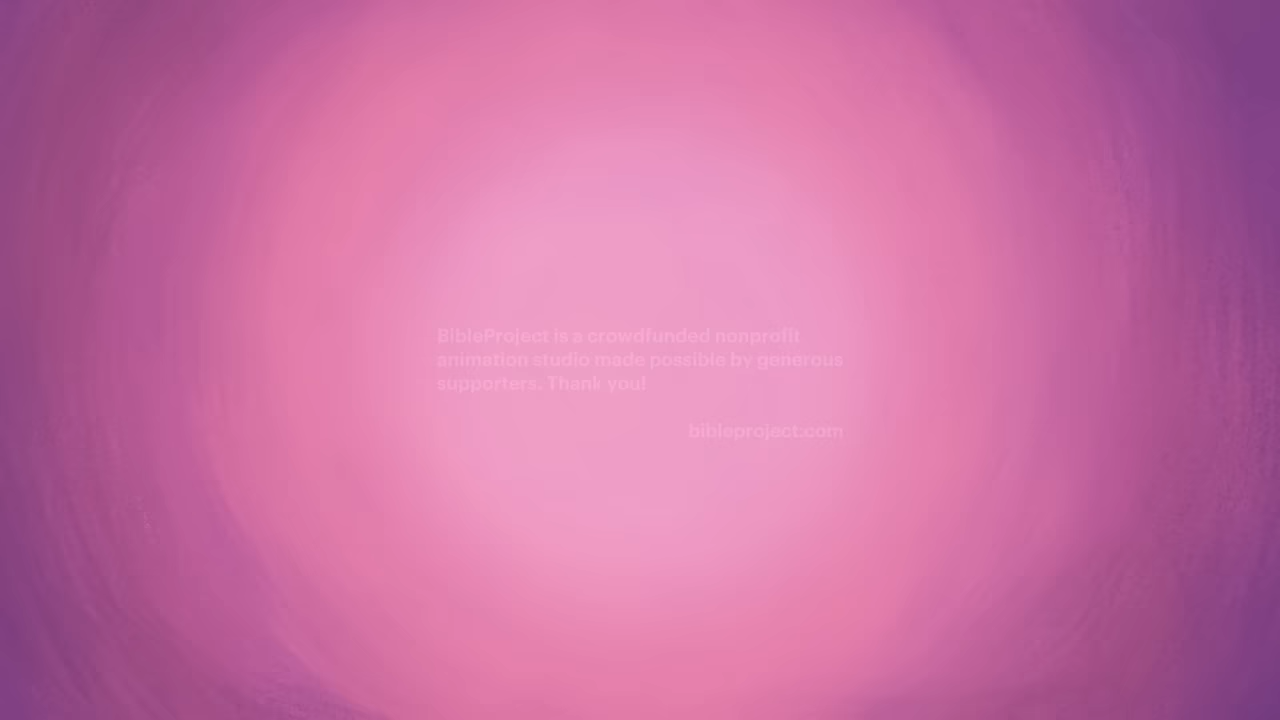 BibleProject is a crowdfunded nonprofit
animation studio made possible by generous
supporters. Thank you!
bibleproject.com